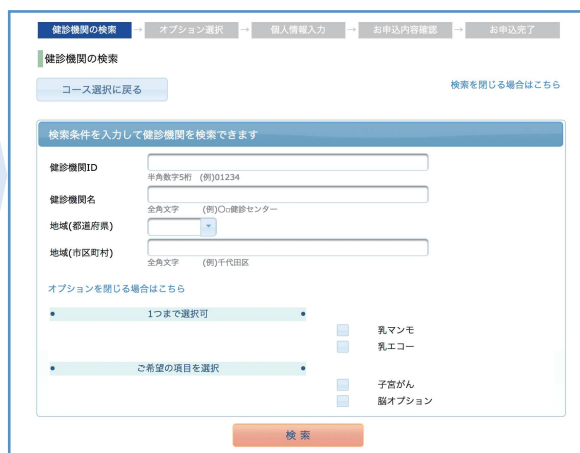 健診機関の検索 → オプション選択 → 個人情報入力 → お申込内容確認 → お申込完了
健診機関の検索
コース選択に戻る
検索を閉じる場合はこちら
検索条件を入力して健診機関を検索できます
健診機関ID
半角数字5桁 (例)01234
健診機関名
全角文字 (例)〇□健診センター
地域(都道府県)
地域(市区町村)
全角文字 (例)千代田区
オプションを閉じる場合はこちら
● 1つまで選択可 ●
乳マンモ
乳エコー
● ご希望の項目を選択 ●
子宮がん
脳オプション
検 索